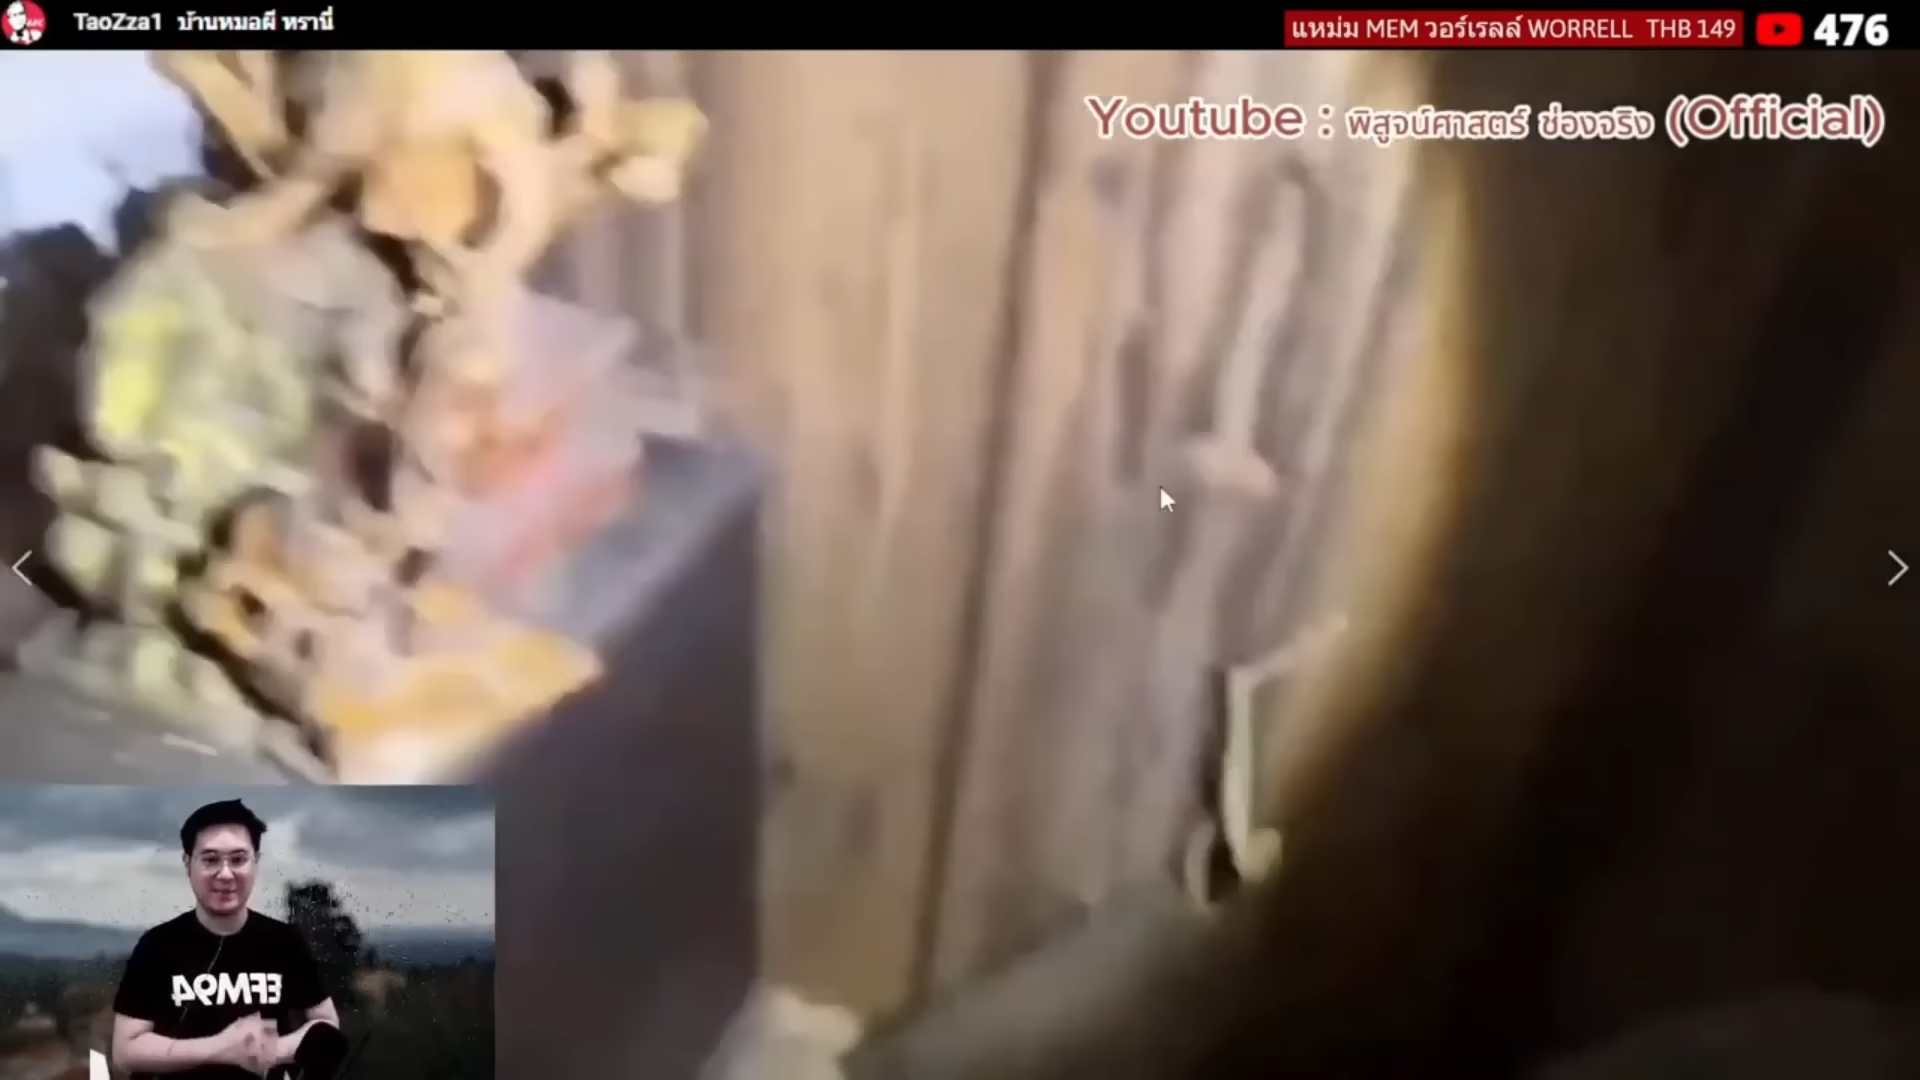 TaoZza1 บ้านหมอผี หรานี่
แหม่ม MEM วอร์เรลล์ WORRELL THB 149
476
Youtube : พิสูจน์ศาสตร์ ช่องจริง (Official)
EFM94